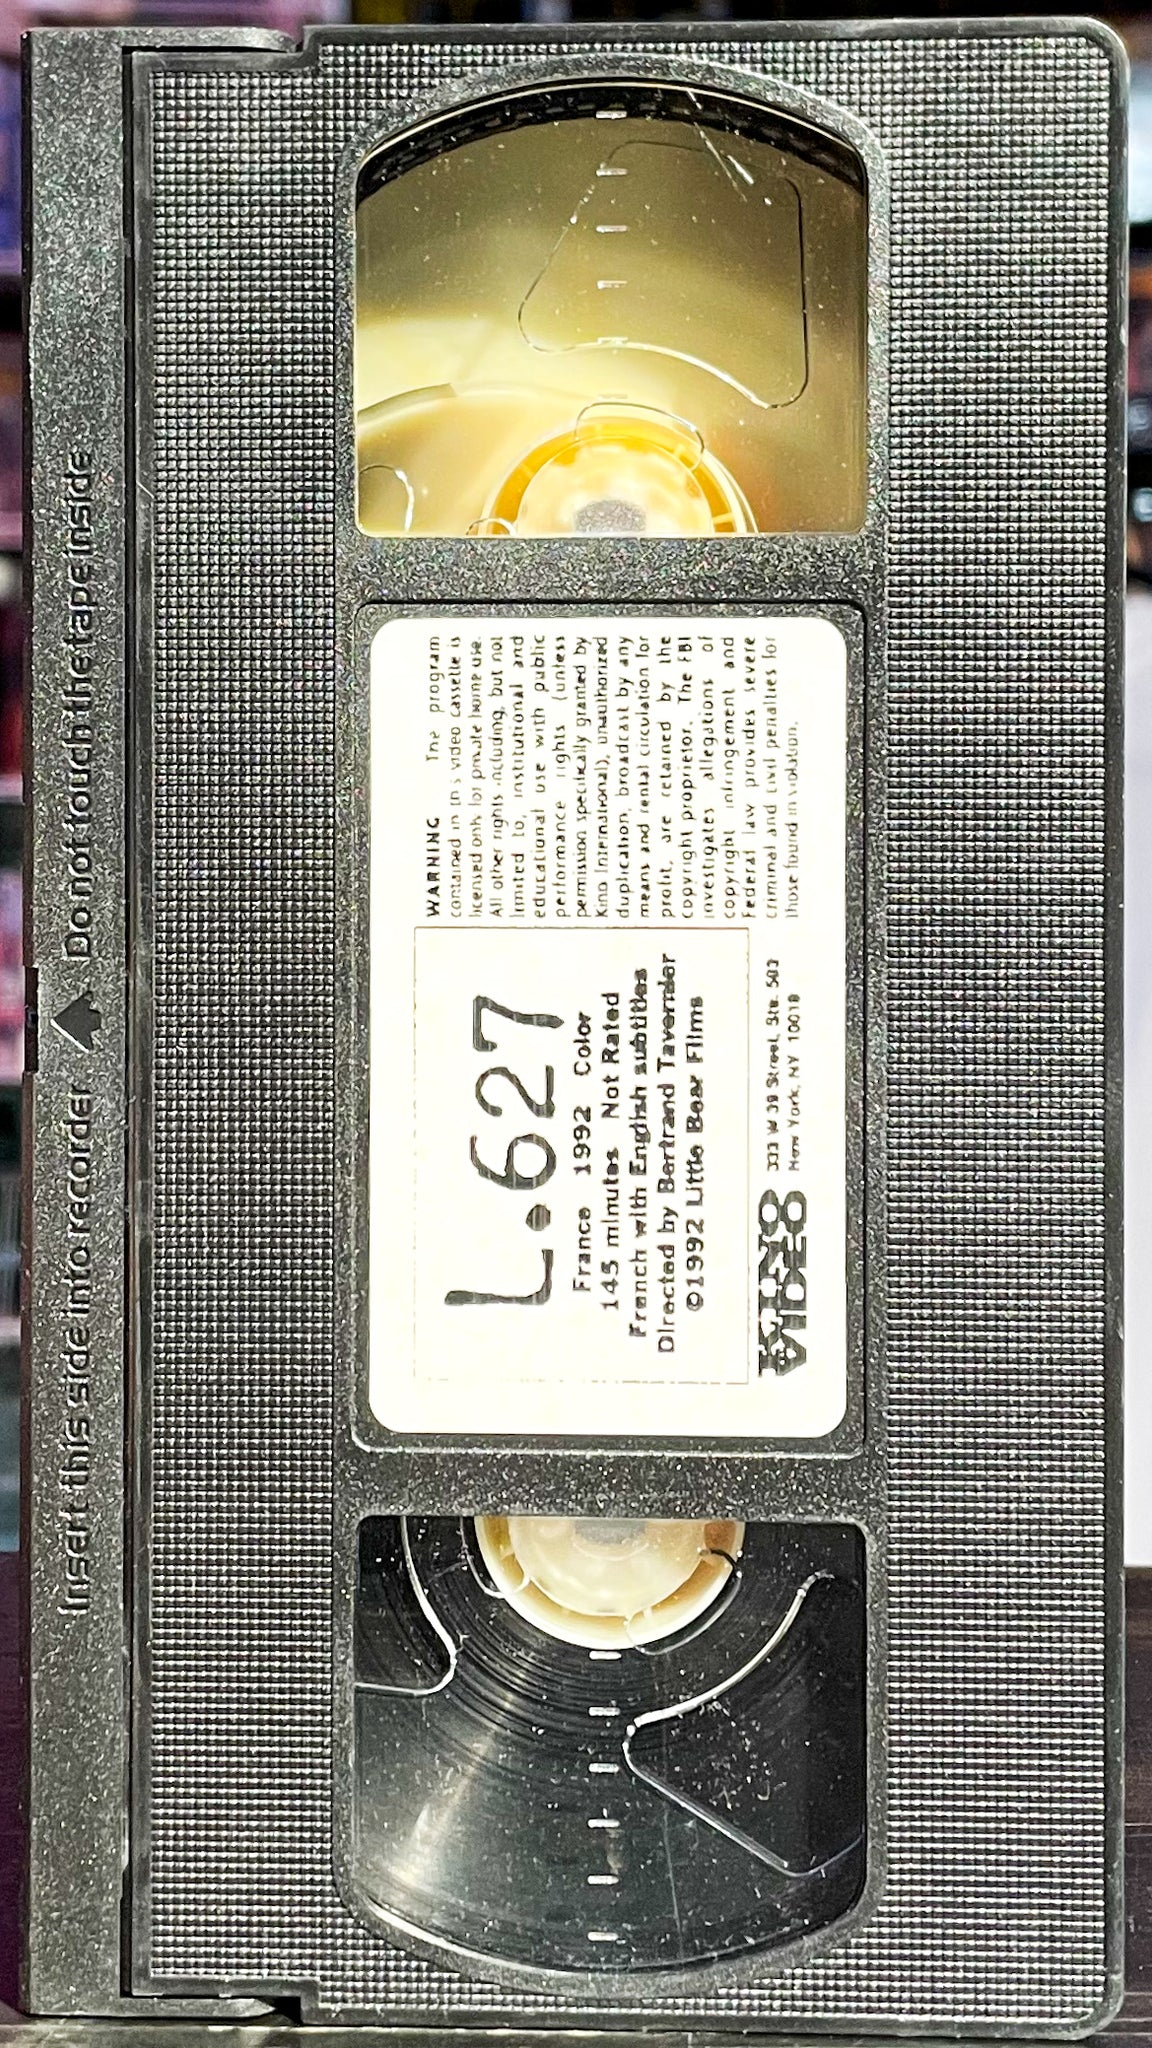 Insert this side into recorder
Do not touch the tape inside
L.627
France 1992 Color
145 minutes Not Rated
French with English subtitles
Directed by Bertrand Tavernier
©1992 Little Bear Films
KINO
VIDEO
333 W 39 Street, Ste. 503
New York, NY 10018
WARNING The program
contained in this video cassette is
licensed only for private home use.
All other rights including, but not
limited to, institutional and
educational use with public
performance rights (unless
permission specifically granted by
Kino International), unauthorized
duplication, broadcast by any
means and rental circulation for
profit, are retained by the
copyright proprietor. The FBI
investigates allegations of
copyright infringement and
Federal law provides severe
criminal and civil penalties for
those found in violation.